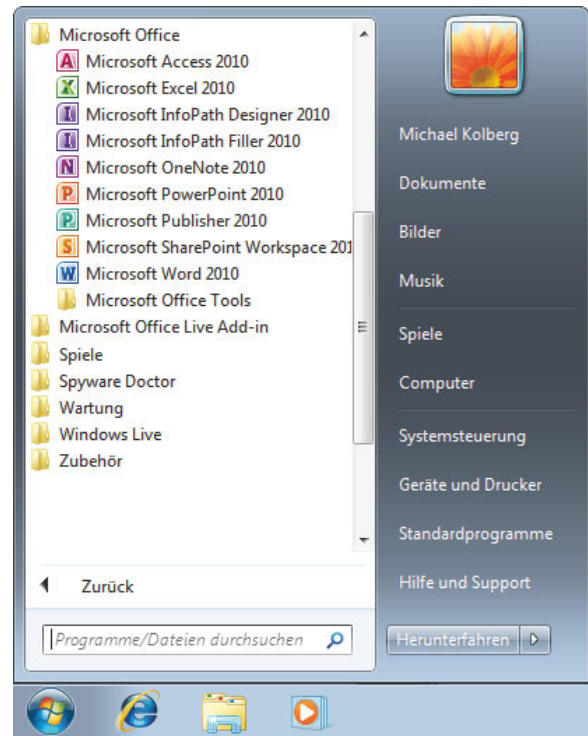 Microsoft Office
Microsoft Access 2010
Microsoft Excel 2010
Microsoft InfoPath Designer 2010
Microsoft InfoPath Filler 2010
Microsoft OneNote 2010
Microsoft PowerPoint 2010
Microsoft Publisher 2010
Microsoft SharePoint Workspace 201
Microsoft Word 2010
Microsoft Office Tools
Microsoft Office Live Add-in
Spiele
Spyware Doctor
Wartung
Windows Live
Zubehör
Zurück
Programme/Dateien durchsuchen
Michael Kolberg
Dokumente
Bilder
Musik
Spiele
Computer
Systemsteuerung
Geräte und Drucker
Standardprogramme
Hilfe und Support
Herunterfahren